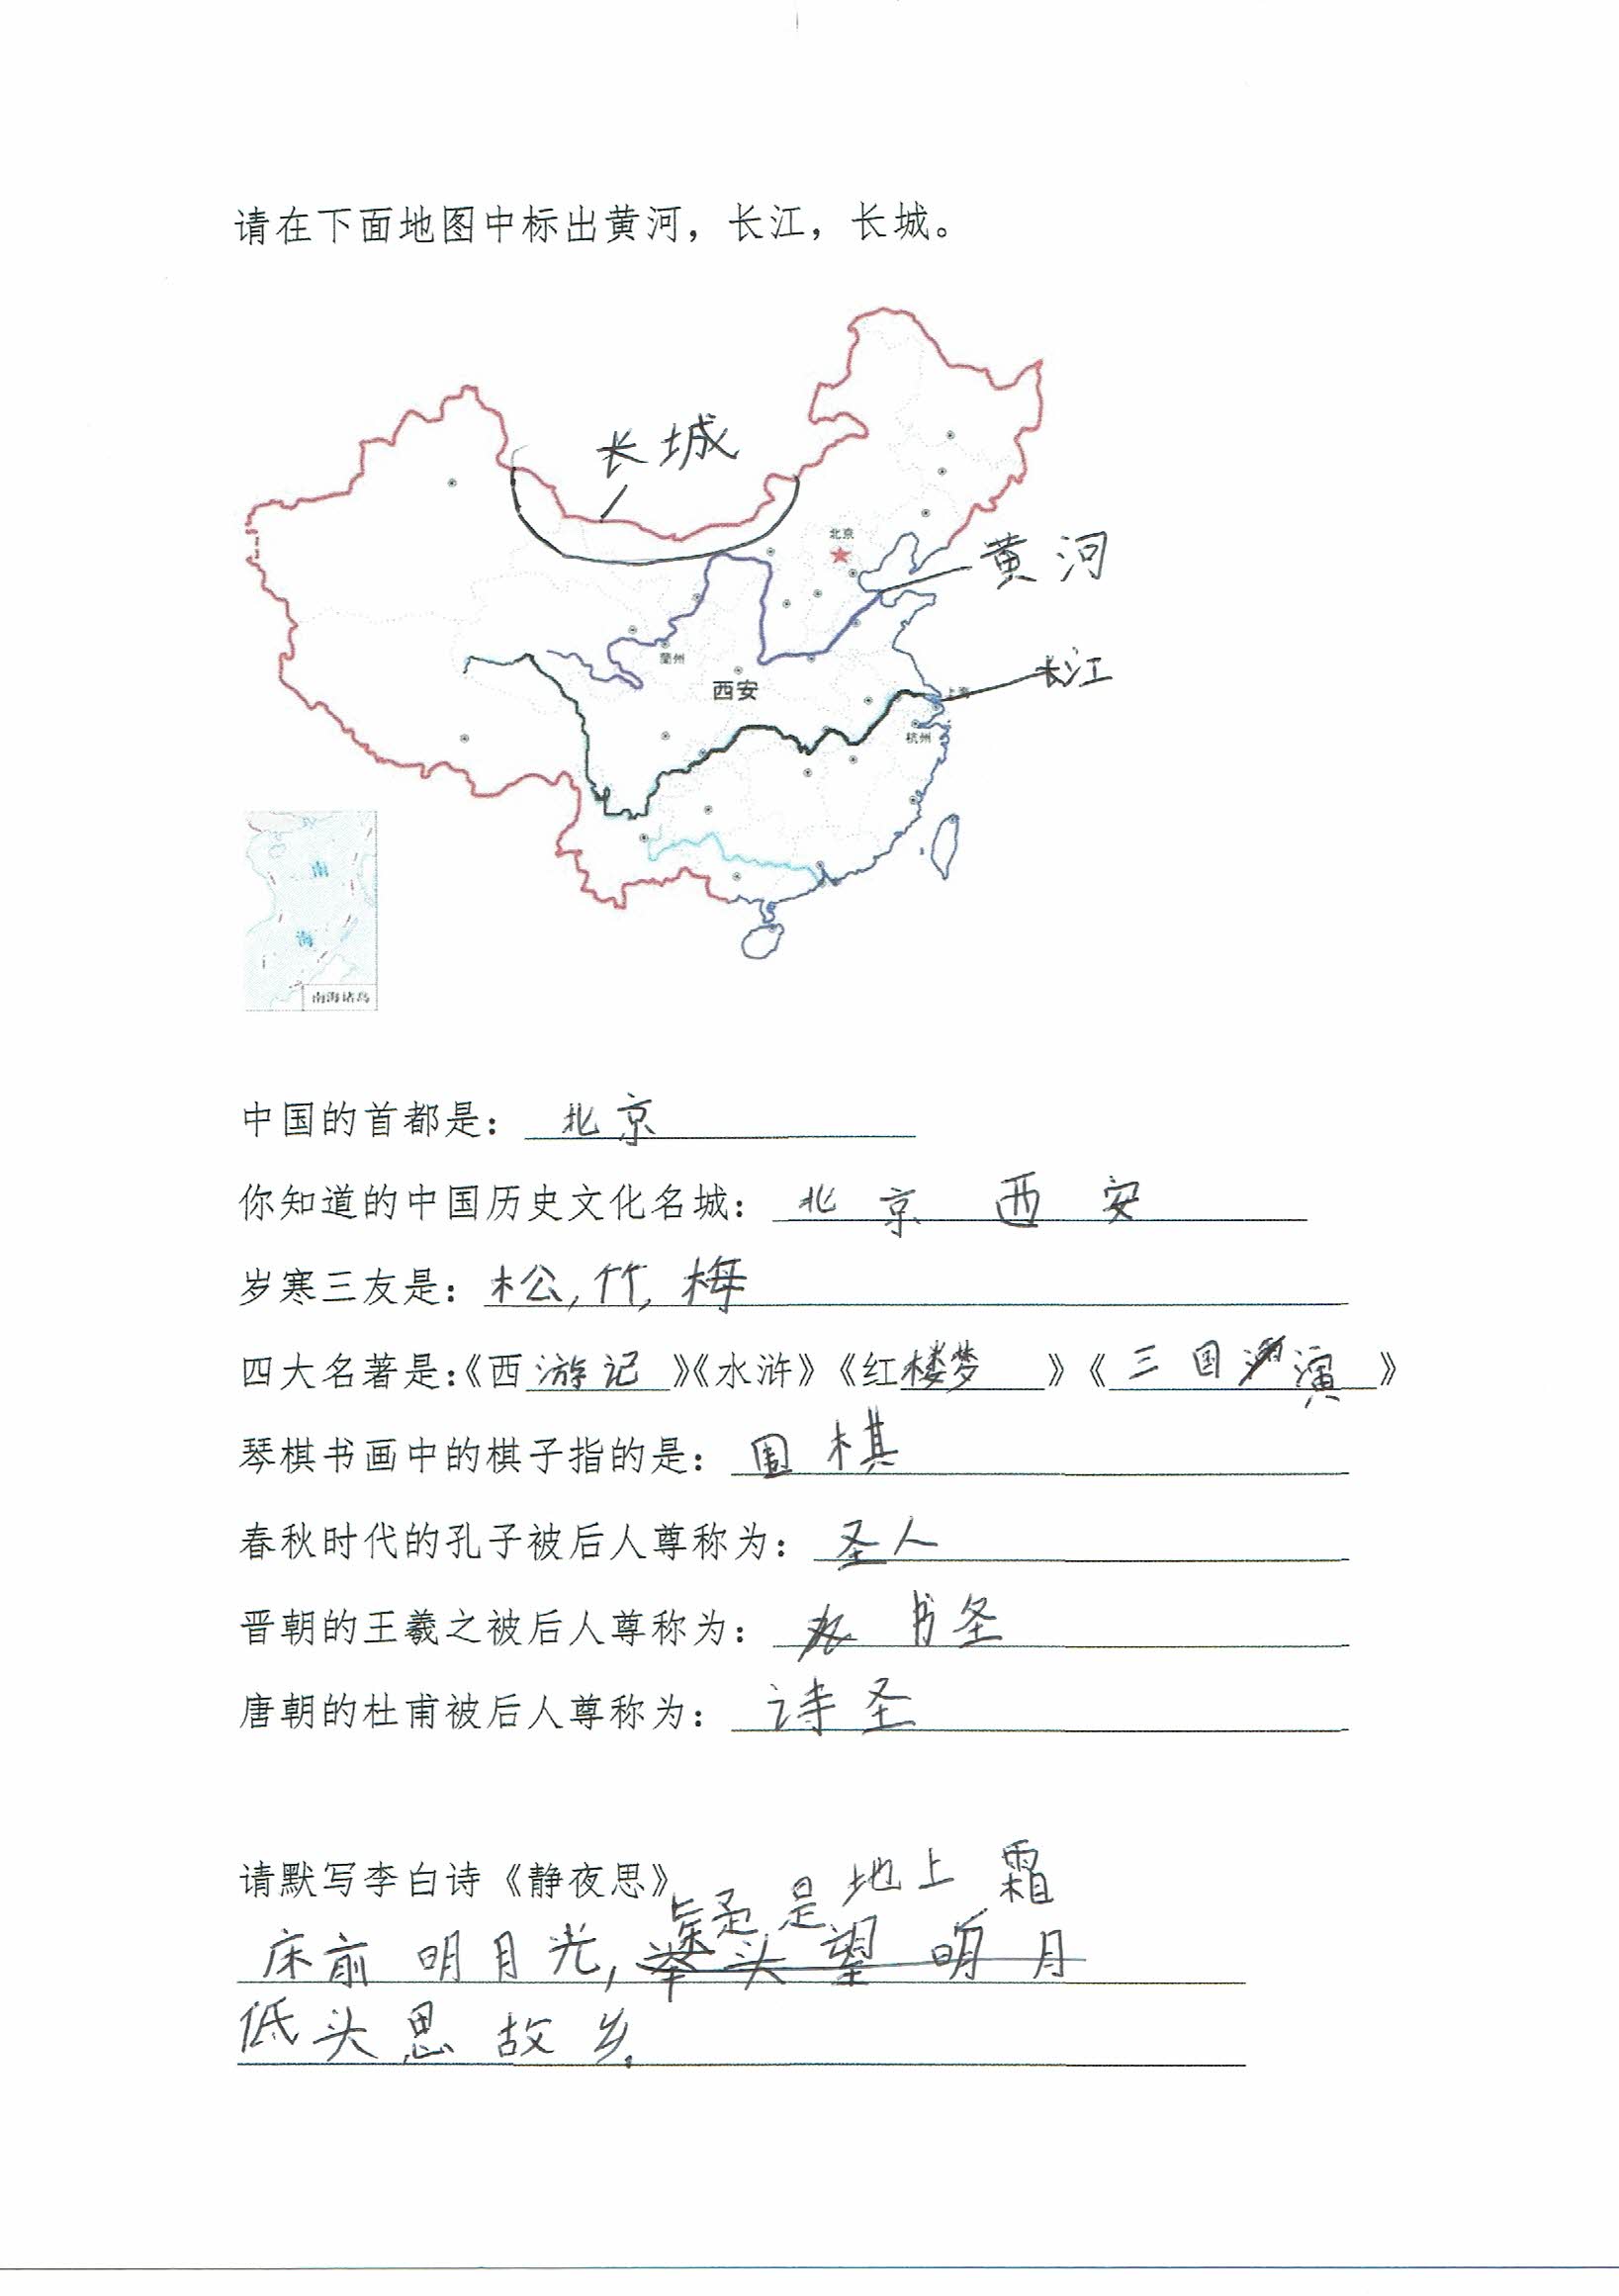 请在下面地图中标出黄河，长江，长城。
长城
北京
黄河
蘭州
西安
长江
上海
杭州
南
海
南海诸岛
中国的首都是：北京
你知道的中国历史文化名城：北京 西安
岁寒三友是：松，竹，梅
四大名著是：《西游记》《水浒》《红楼梦》《三国演》
琴棋书画中的棋子指的是：围棋
春秋时代的孔子被后人尊称为：圣人
晋朝的王羲之被后人尊称为：书圣
唐朝的杜甫被后人尊称为：诗圣
请默写李白诗《静夜思》
疑是地上霜
床前明月光，举头望明月
低头思故乡。